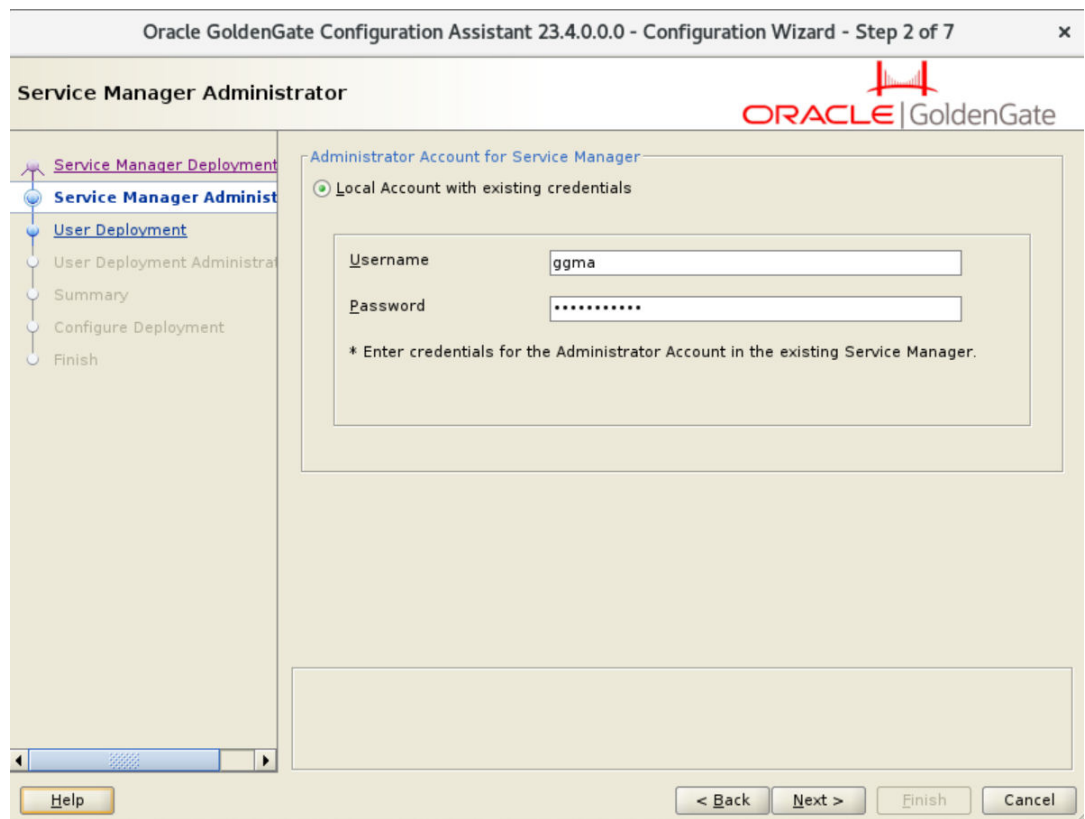 Oracle GoldenGate Configuration Assistant 23.4.0.0.0 - Configuration Wizard - Step 2 of 7
Service Manager Administrator
ORACLE | GoldenGate
Service Manager Deployment
Service Manager Administ
User Deployment
User Deployment Administrat
Summary
Configure Deployment
Finish
Administrator Account for Service Manager
Local Account with existing credentials
Username
ggma
Password
•••••••••••
* Enter credentials for the Administrator Account in the existing Service Manager.
Help
< Back
Next >
Finish
Cancel